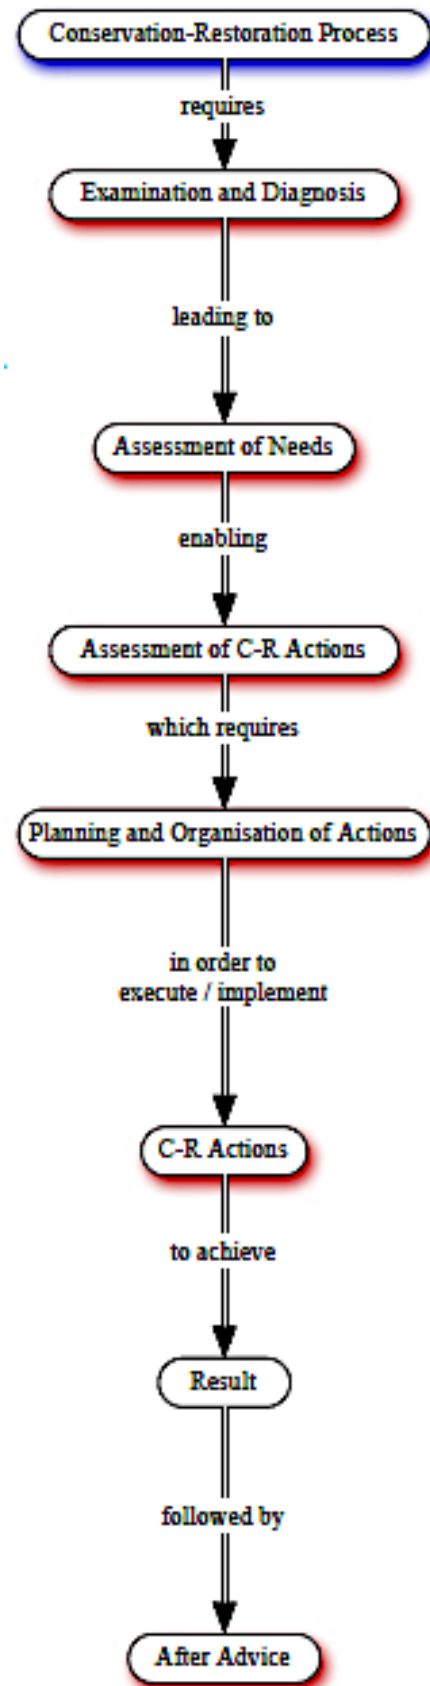 Conservation-Restoration Process
requires
Examination and Diagnosis
leading to
Assessment of Needs
enabling
Assessment of C-R Actions
which requires
Planning and Organisation of Actions
in order to
execute / implement
C-R Actions
to achieve
Result
followed by
After Advice